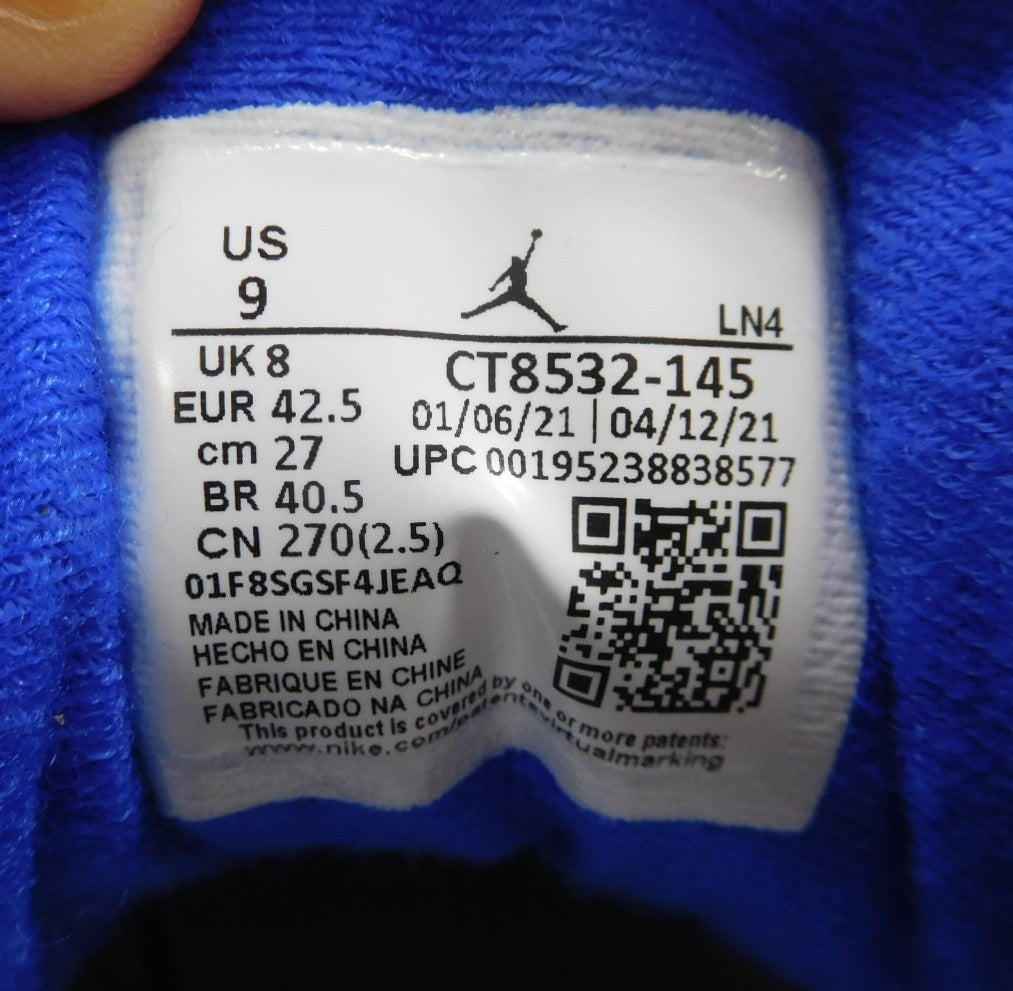 US
9
LN4
UK 8
CT8532-145
EUR 42.5
01/06/21 | 04/12/21
cm 27
UPC 00195238838577
BR 40.5
CN 270(2.5)
01F8SGSF4JEAQ
MADE IN CHINA
HECHO EN CHINA
FABRIQUE EN CHINE
FABRICADO NA CHINA
This product is covered by one or more patents:
www.nike.com/patentsvirtualmarking